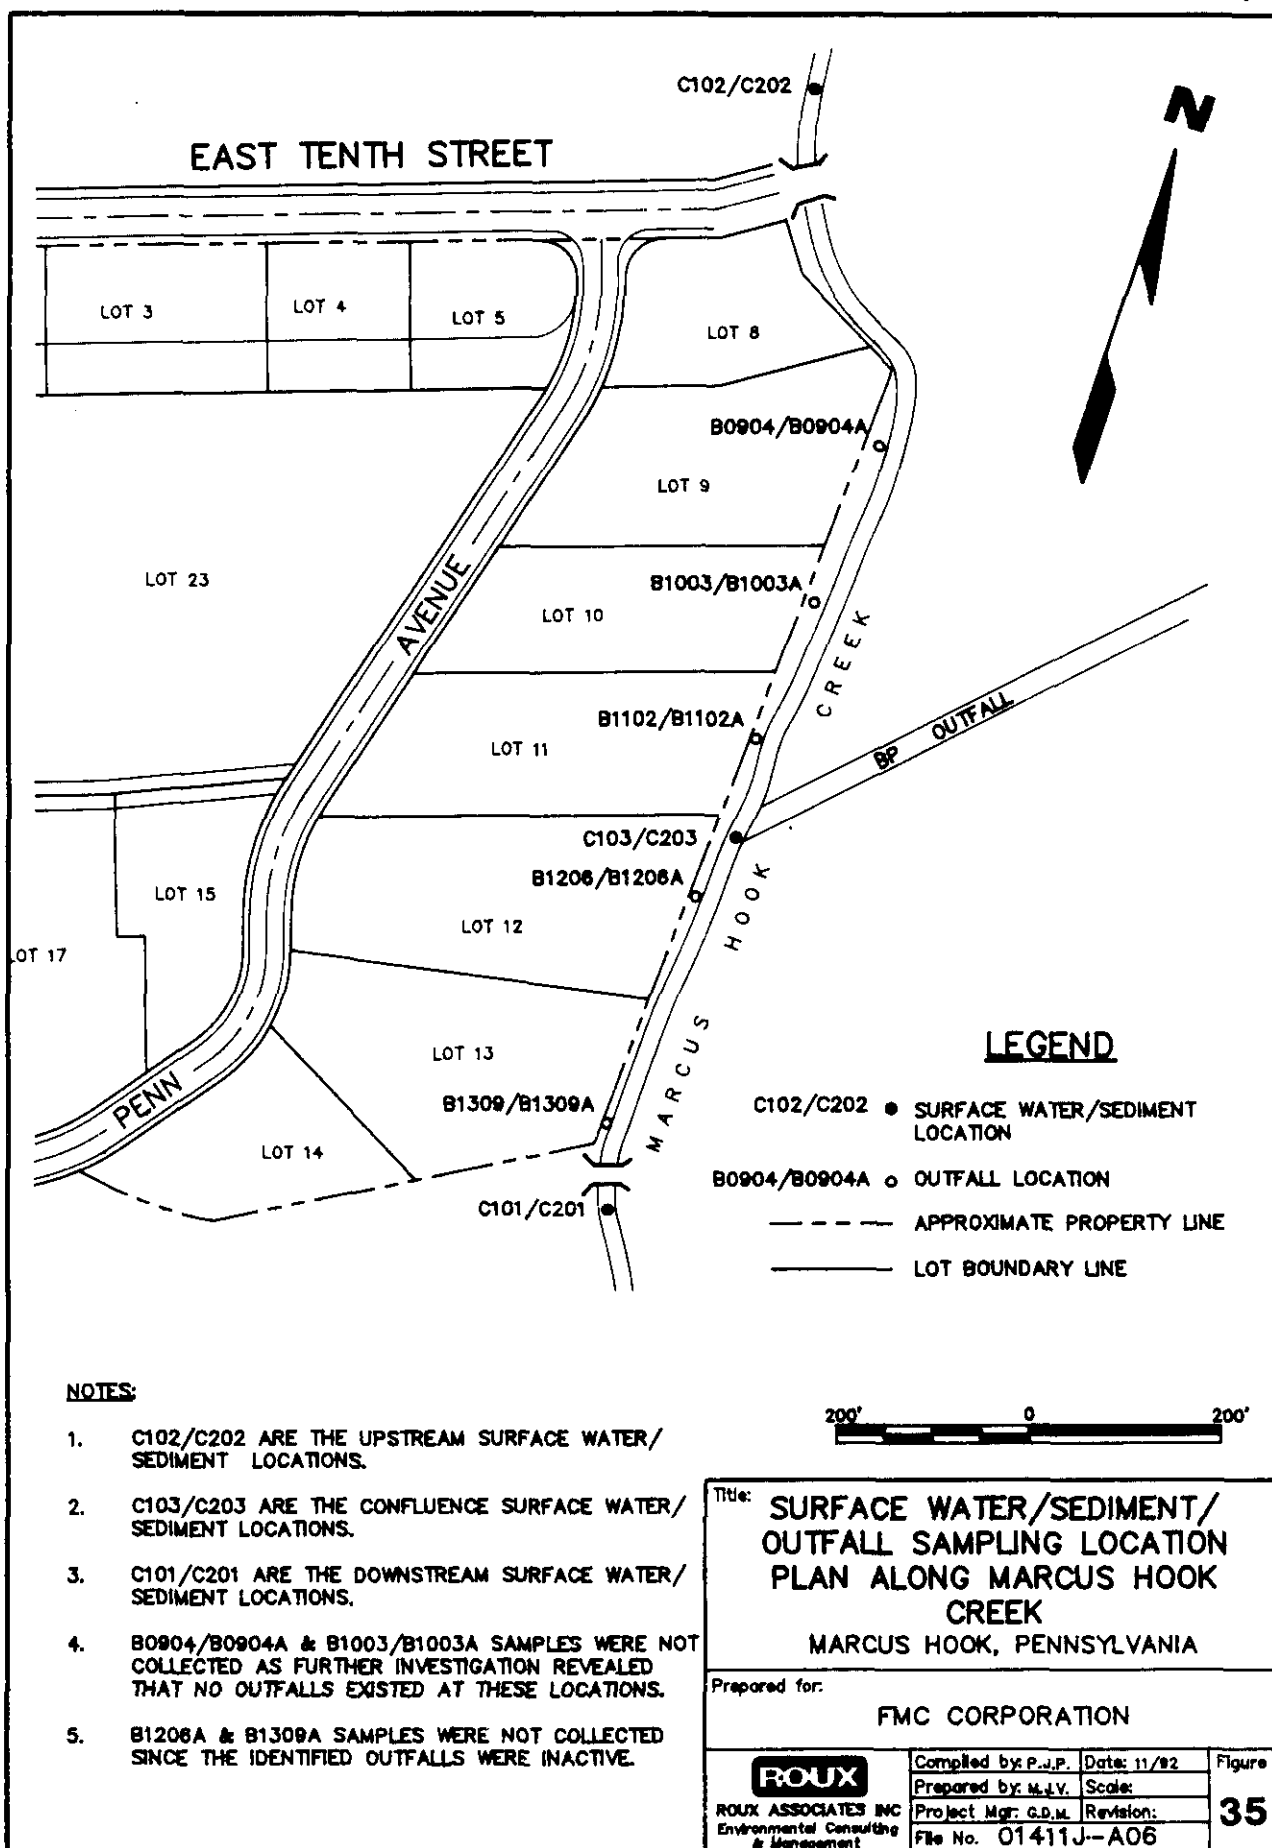 C102/C202
N
EAST TENTH STREET
LOT 3
LOT 4
LOT 5
LOT 8
B0904/B0904A
LOT 9
LOT 23
AVENUE
B1003/B1003A
LOT 10
CREEK
B1102/B1102A
LOT 11
BP OUTFALL
C103/C203
B1206/B1206A
LOT 15
LOT 12
HOOK
OT 17
MARCUS
LOT 13
PENN
B1309/B1309A
LOT 14
C101/C201
LEGEND
C102/C202 SURFACE WATER/SEDIMENT
LOCATION
B0904/B0904A OUTFALL LOCATION
APPROXIMATE PROPERTY LINE
LOT BOUNDARY LINE
200' 0 200'
NOTES:
1. C102/C202 ARE THE UPSTREAM SURFACE WATER/
SEDIMENT LOCATIONS.
2. C103/C203 ARE THE CONFLUENCE SURFACE WATER/
SEDIMENT LOCATIONS.
3. C101/C201 ARE THE DOWNSTREAM SURFACE WATER/
SEDIMENT LOCATIONS.
4. B0904/B0904A & B1003/B1003A SAMPLES WERE NOT
COLLECTED AS FURTHER INVESTIGATION REVEALED
THAT NO OUTFALLS EXISTED AT THESE LOCATIONS.
5. B1206A & B1309A SAMPLES WERE NOT COLLECTED
SINCE THE IDENTIFIED OUTFALLS WERE INACTIVE.
Title: SURFACE WATER/SEDIMENT/
OUTFALL SAMPLING LOCATION
PLAN ALONG MARCUS HOOK
CREEK
MARCUS HOOK, PENNSYLVANIA
Prepared for:
FMC CORPORATION
ROUX
ROUX ASSOCIATES INC
Environmental Consulting
& Management
Compiled by: P.J.P. Date: 11/92
Prepared by: M.J.V. Scale:
Project Mgr: G.D.M. Revision:
File No. 01411J--A06
Figure
35